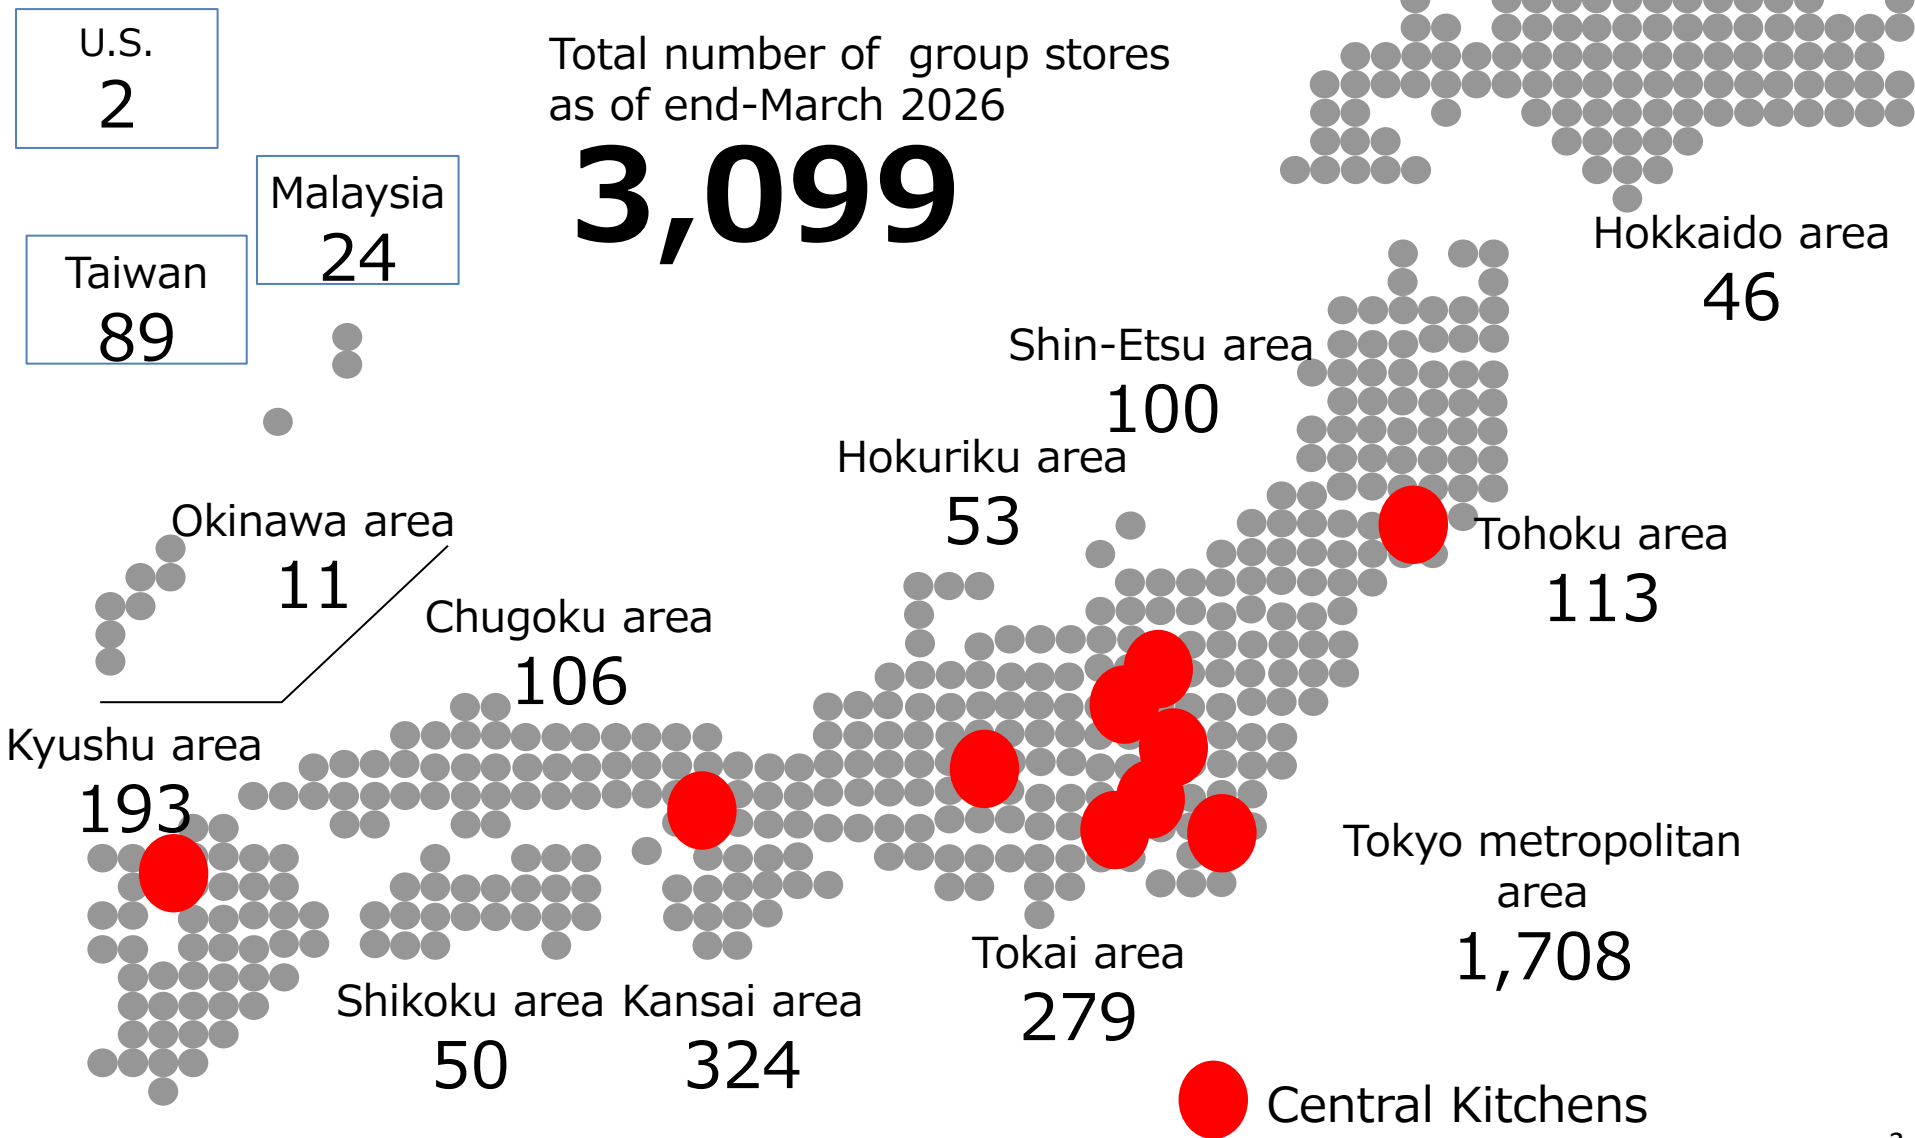 U.S.
2
Total number of group stores
as of end-March 2026
3,099
Malaysia
24
Taiwan
89
Hokkaido area
46
Shin-Etsu area
100
Hokuriku area
53
Okinawa area
11
Tohoku area
113
Chugoku area
106
Kyushu area
193
Tokyo metropolitan
area
1,708
Tokai area
279
Shikoku area
50
Kansai area
324
Central Kitchens